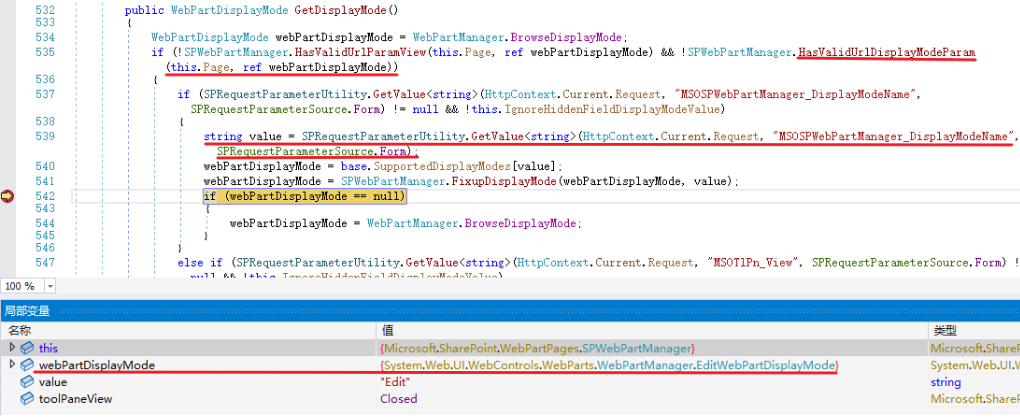 532 public WebPartDisplayMode GetDisplayMode()
533 {
534 WebPartDisplayMode webPartDisplayMode = WebPartManager.BrowseDisplayMode;
535 if (!SPWebPartManager.HasValidUrlParamView(this.Page, ref webPartDisplayMode) && !SPWebPartManager.HasValidUrlDisplayModeParam
(this.Page, ref webPartDisplayMode))
536 {
537 if (SPRequestParameterUtility.GetValue<string>(HttpContext.Current.Request, "MSOSPWebPartManager_DisplayModeName",
SPRequestParameterSource.Form) != null && !this.IgnoreHiddenFieldDisplayModeValue)
538 {
539 string value = SPRequestParameterUtility.GetValue<string>(HttpContext.Current.Request, "MSOSPWebPartManager_DisplayModeName",
SPRequestParameterSource.Form);
540 webPartDisplayMode = base.SupportedDisplayModes[value];
541 webPartDisplayMode = SPWebPartManager.FixupDisplayMode(webPartDisplayMode, value);
542 if (webPartDisplayMode == null)
543 {
544 webPartDisplayMode = WebPartManager.BrowseDisplayMode;
545 }
546 }
547 else if (SPRequestParameterUtility.GetValue<string>(HttpContext.Current.Request, "MSOTlPn_View", SPRequestParameterSource.Form) !
null && !this.IgnoreHiddenFieldDisplayModeValue)
100 %
局部变量
名称 值 类型
this {Microsoft.SharePoint.WebPartPages.SPWebPartManager} Microsoft.ShareP
webPartDisplayMode {System.Web.UI.WebControls.WebParts.WebPartManager.EditWebPartDisplayMode} System.Web.UI.W
value "Edit" string
toolPaneView Closed Microsoft.ShareP